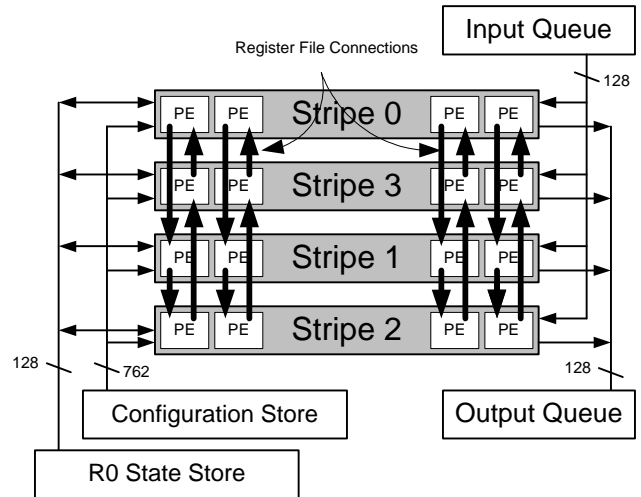 Input Queue
Register File Connections
128
PE PE Stripe 0 PE PE
PE PE Stripe 3 PE PE
PE PE Stripe 1 PE PE
PE PE Stripe 2 PE PE
128 762 128
Configuration Store Output Queue
R0 State Store